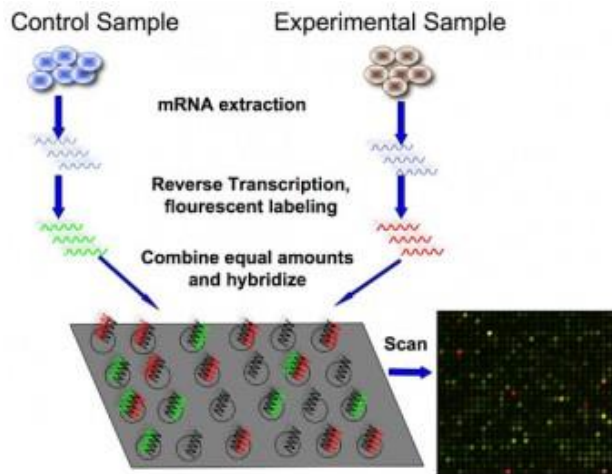 Control Sample
Experimental Sample
mRNA extraction
Reverse Transcription,
flourescent labeling
Combine equal amounts
and hybridize
Scan